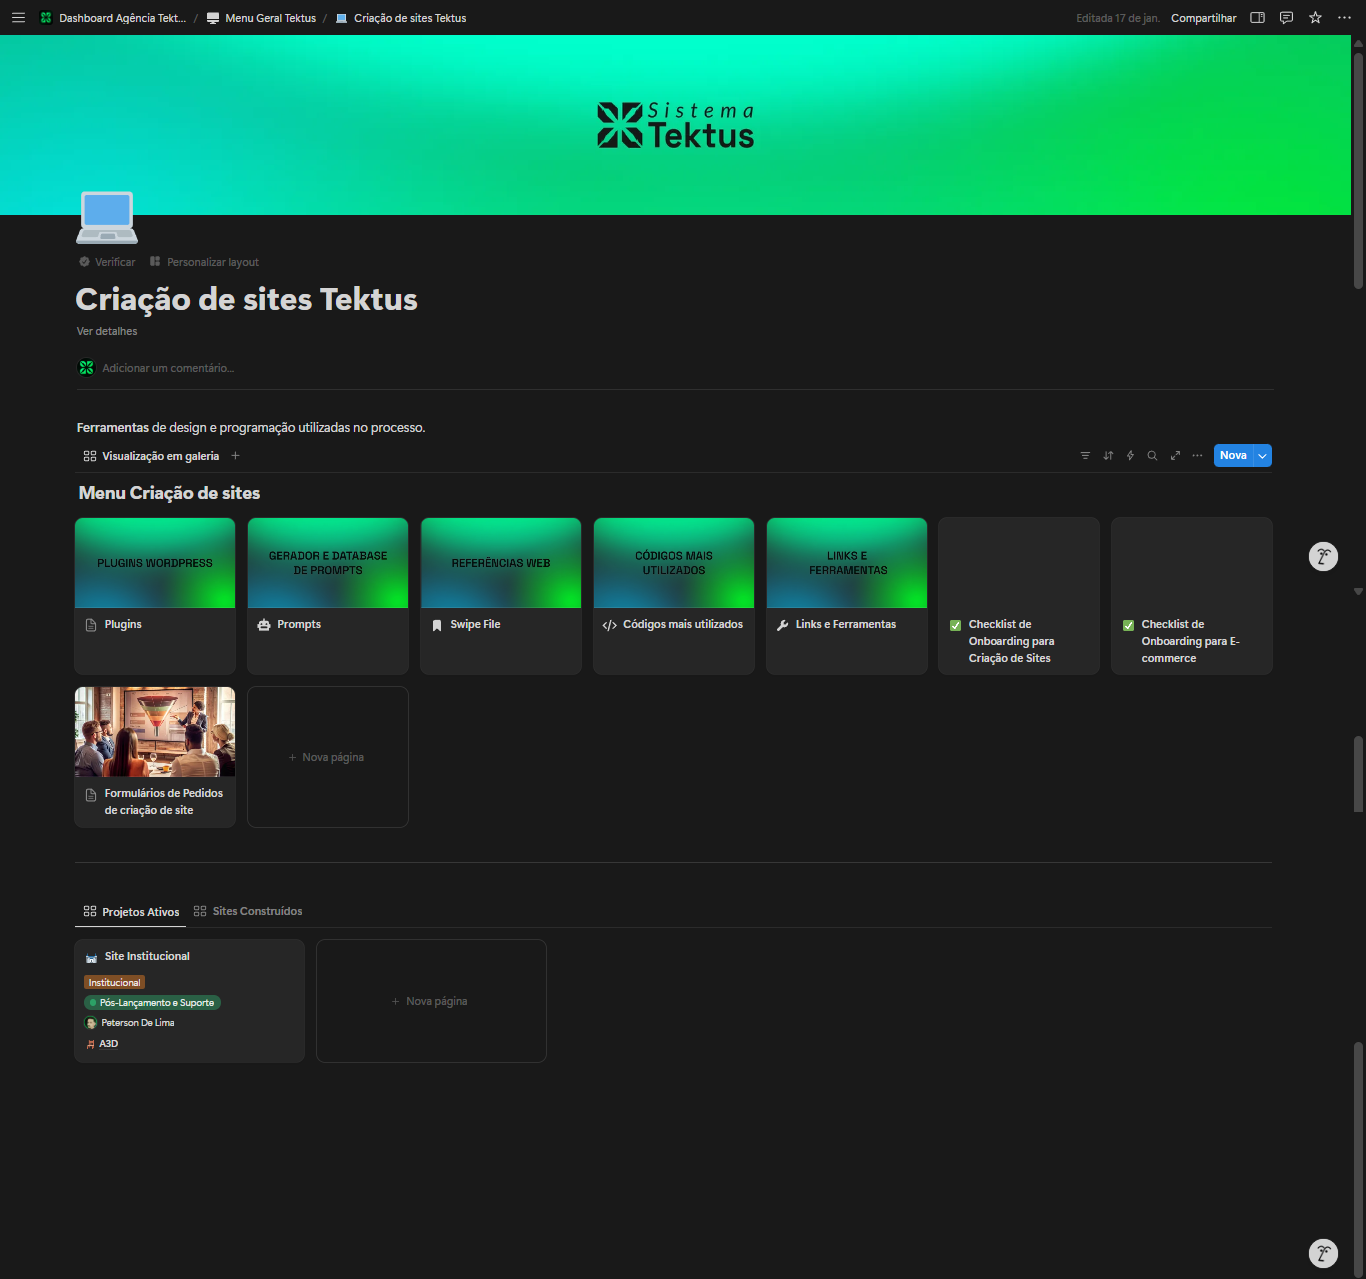 Dashboard Agência Tekt... / Menu Geral Tektus / Criação de sites Tektus
Editada 17 de jan. Compartilhar
Sistema
Tektus
Verificar Personalizar layout
Criação de sites Tektus
Ver detalhes
Adicionar um comentário...
Ferramentas de design e programação utilizadas no processo.
Visualização em galeria
Nova
Menu Criação de sites
PLUGINS WORDPRESS
Plugins
GERADOR E DATABASE
DE PROMPTS
Prompts
REFERÊNCIAS WEB
Swipe File
CÓDIGOS MAIS
UTILIZADOS
Códigos mais utilizados
LINKS E
FERRAMENTAS
Links e Ferramentas
Checklist de
Onboarding para
Criação de Sites
Checklist de
Onboarding para E-
commerce
Formulários de Pedidos
de criação de site
+ Nova página
Projetos Ativos Sites Construídos
Site Institucional
Institucional
Pós-Lançamento e Suporte
Peterson De Lima
A3D
+ Nova página